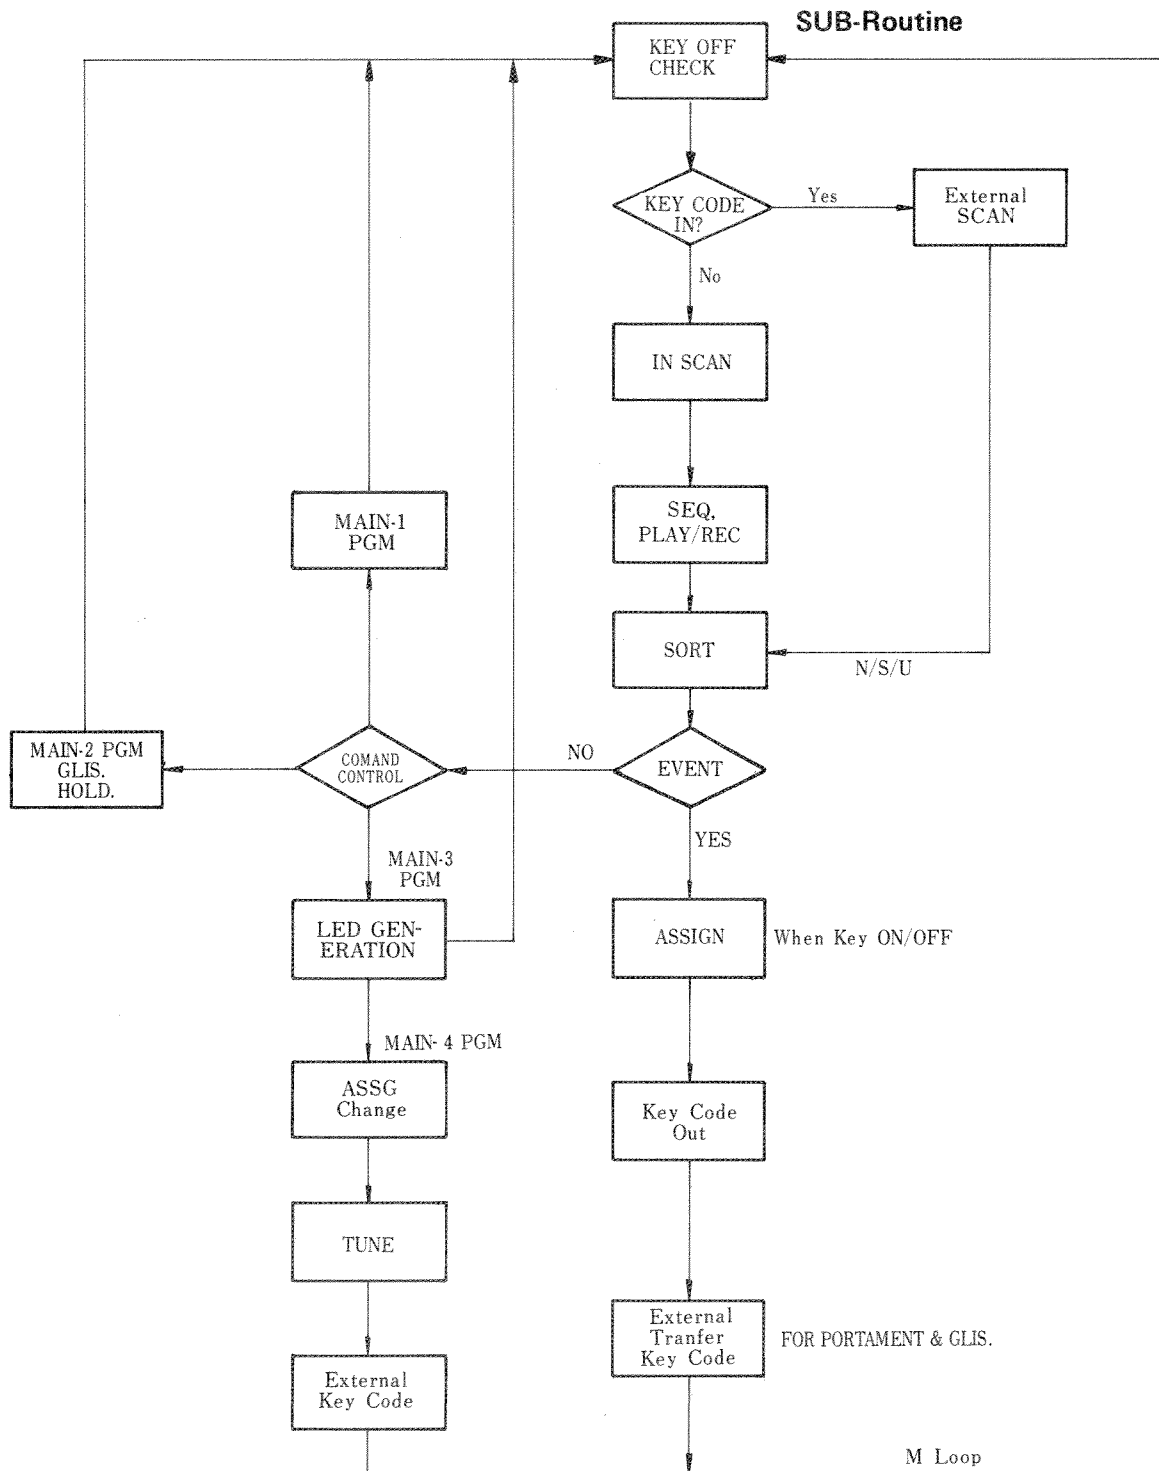 SUB-Routine
KEY OFF
CHECK
KEY CODE
IN?
Yes
External
SCAN
No
IN SCAN
SEQ,
PLAY/REC
MAIN-1
PGM
SORT
N/S/U
MAIN-2 PGM
GLIS.
HOLD.
COMAND
CONTROL
NO
EVENT
YES
MAIN-3
PGM
LED GEN-
ERATION
ASSIGN
When Key ON/OFF
MAIN- 4 PGM
ASSG
Change
Key Code
Out
TUNE
External
Tranfer
Key Code
FOR PORTAMENT & GLIS.
External
Key Code
M Loop